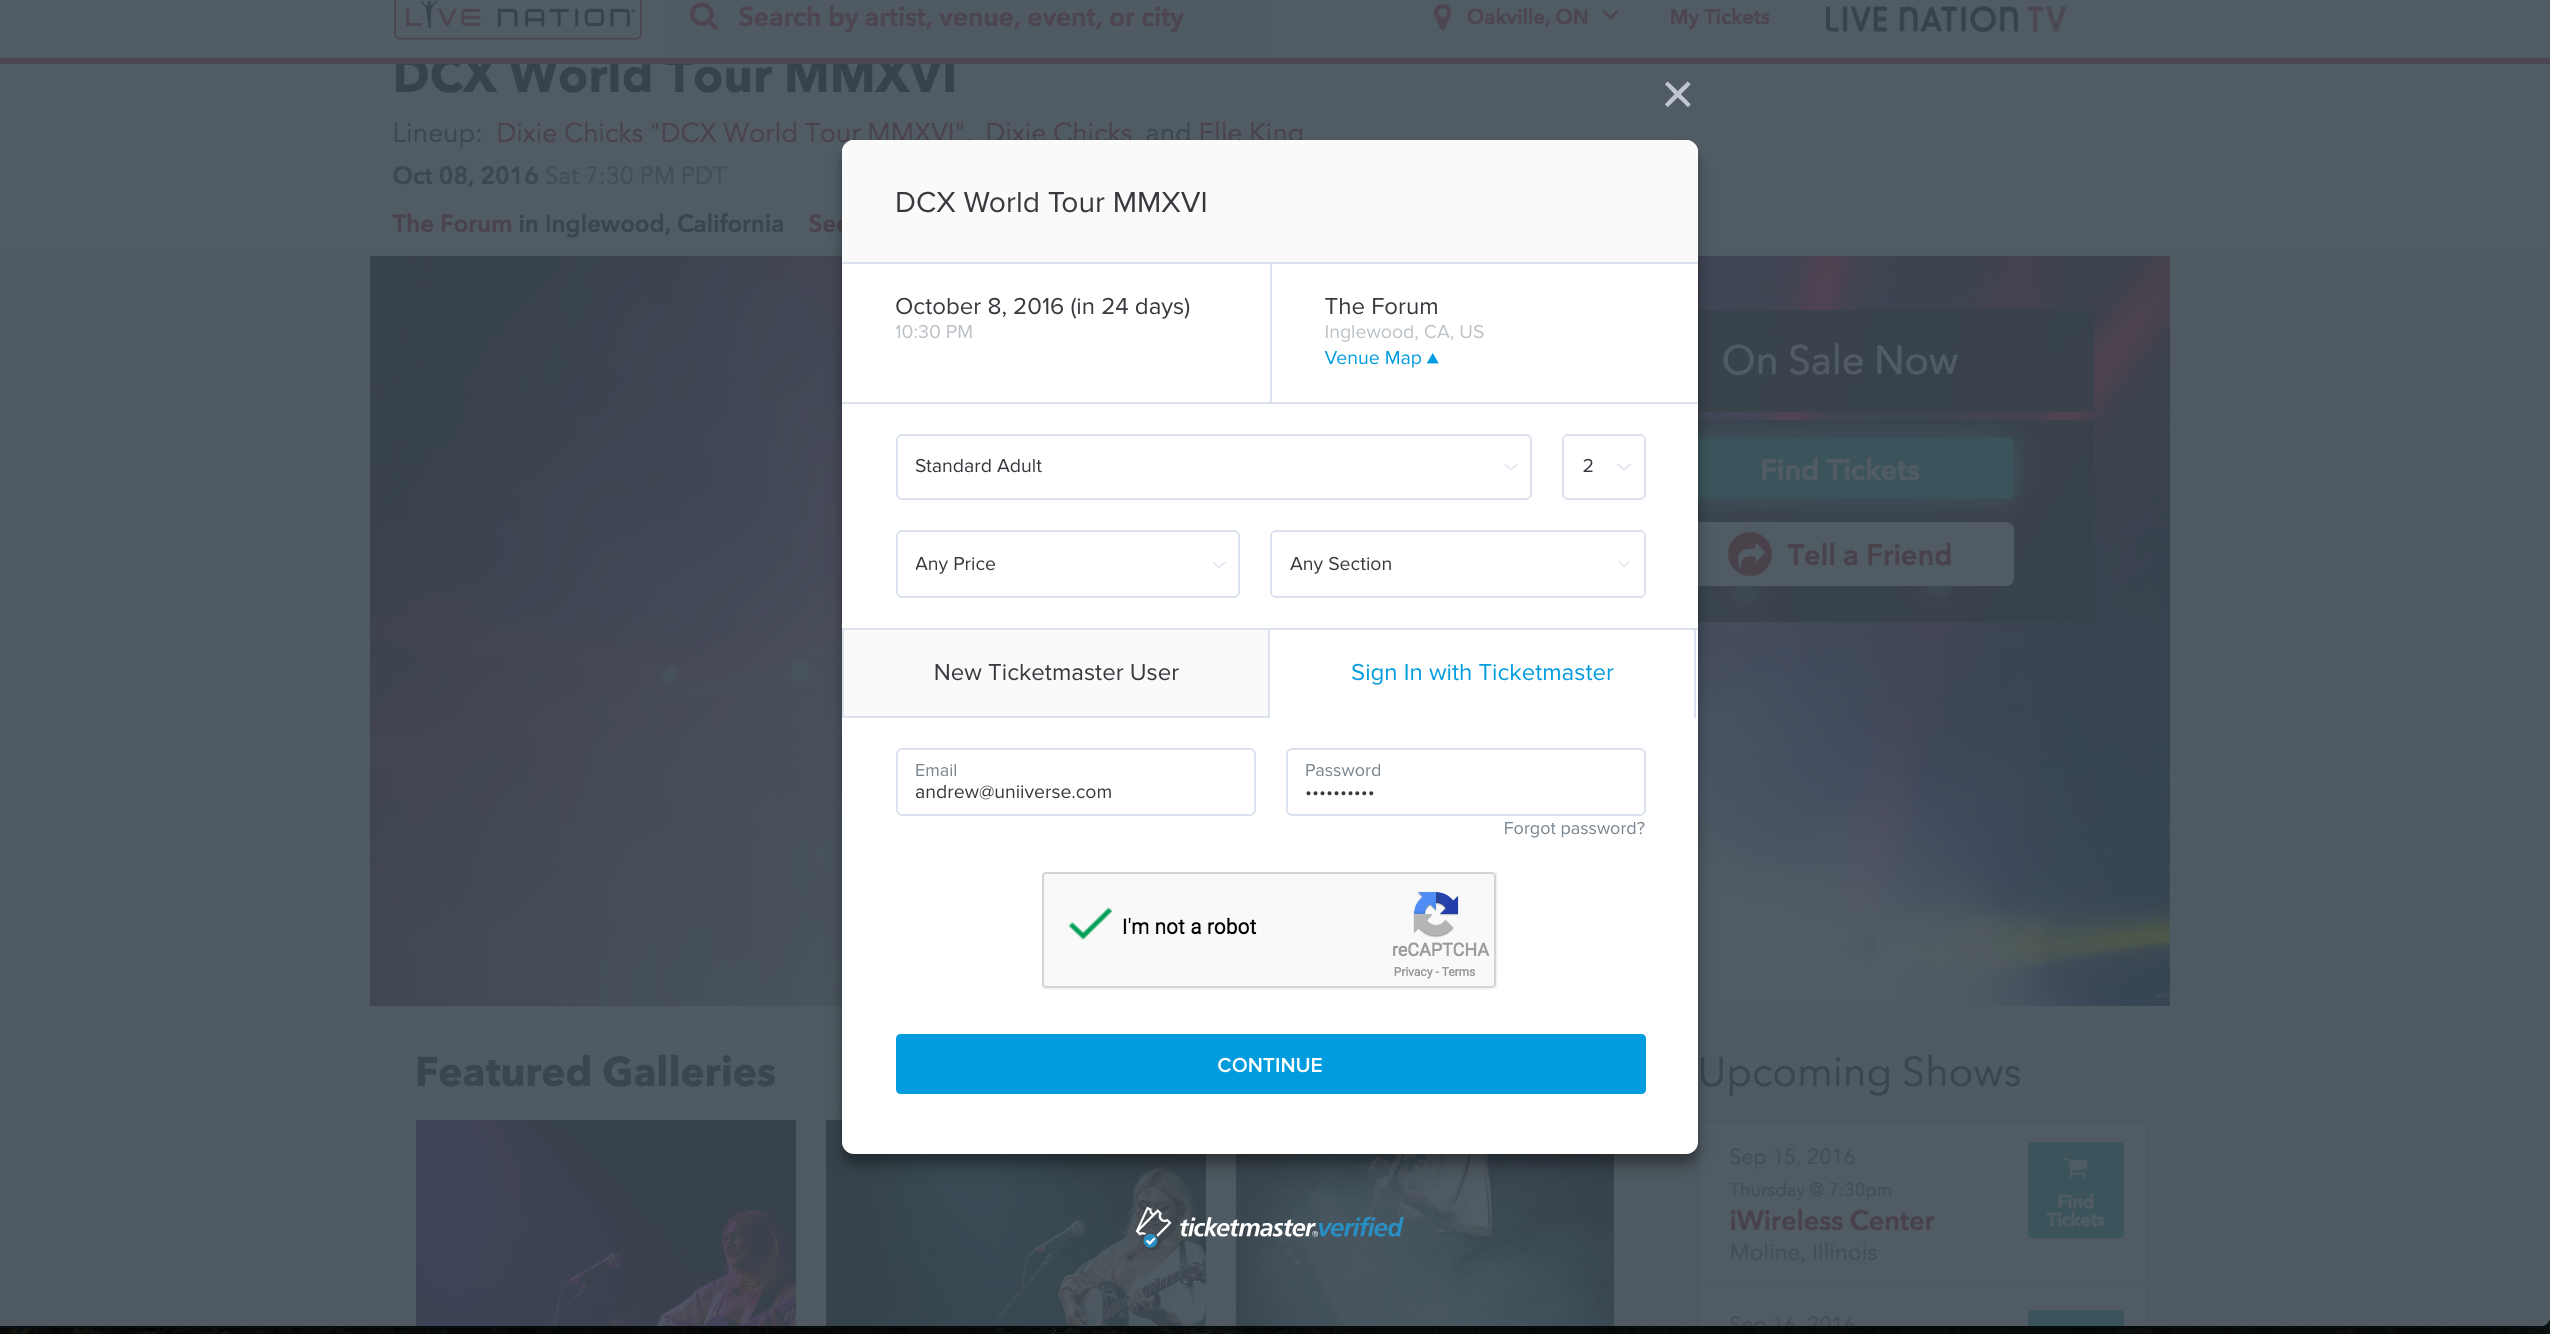 LIVE NATION
Search by artist, venue, event, or city
Oakville, ON
My Tickets
LIVE NATION TV
DCX World Tour MMXVI
Lineup: Dixie Chicks "DCX World Tour MMXVI", Dixie Chicks, and Elle King
Oct 08, 2016 Sat 7:30 PM PDT
The Forum in Inglewood, California
DCX World Tour MMXVI
October 8, 2016 (in 24 days)
10:30 PM
The Forum
Inglewood, CA, US
Venue Map
Standard Adult
2
Any Price
Any Section
New Ticketmaster User
Sign In with Ticketmaster
Email
andrew@uniiverse.com
Password
Forgot password?
I'm not a robot
reCAPTCHA
Privacy - Terms
CONTINUE
On Sale Now
Find Tickets
Tell a Friend
Featured Galleries
Upcoming Shows
Sep 15, 2016
Thursday @ 7:30pm
iWireless Center
Moline, Illinois
Find
Tickets
Sep 16, 2016
ticketmaster verified